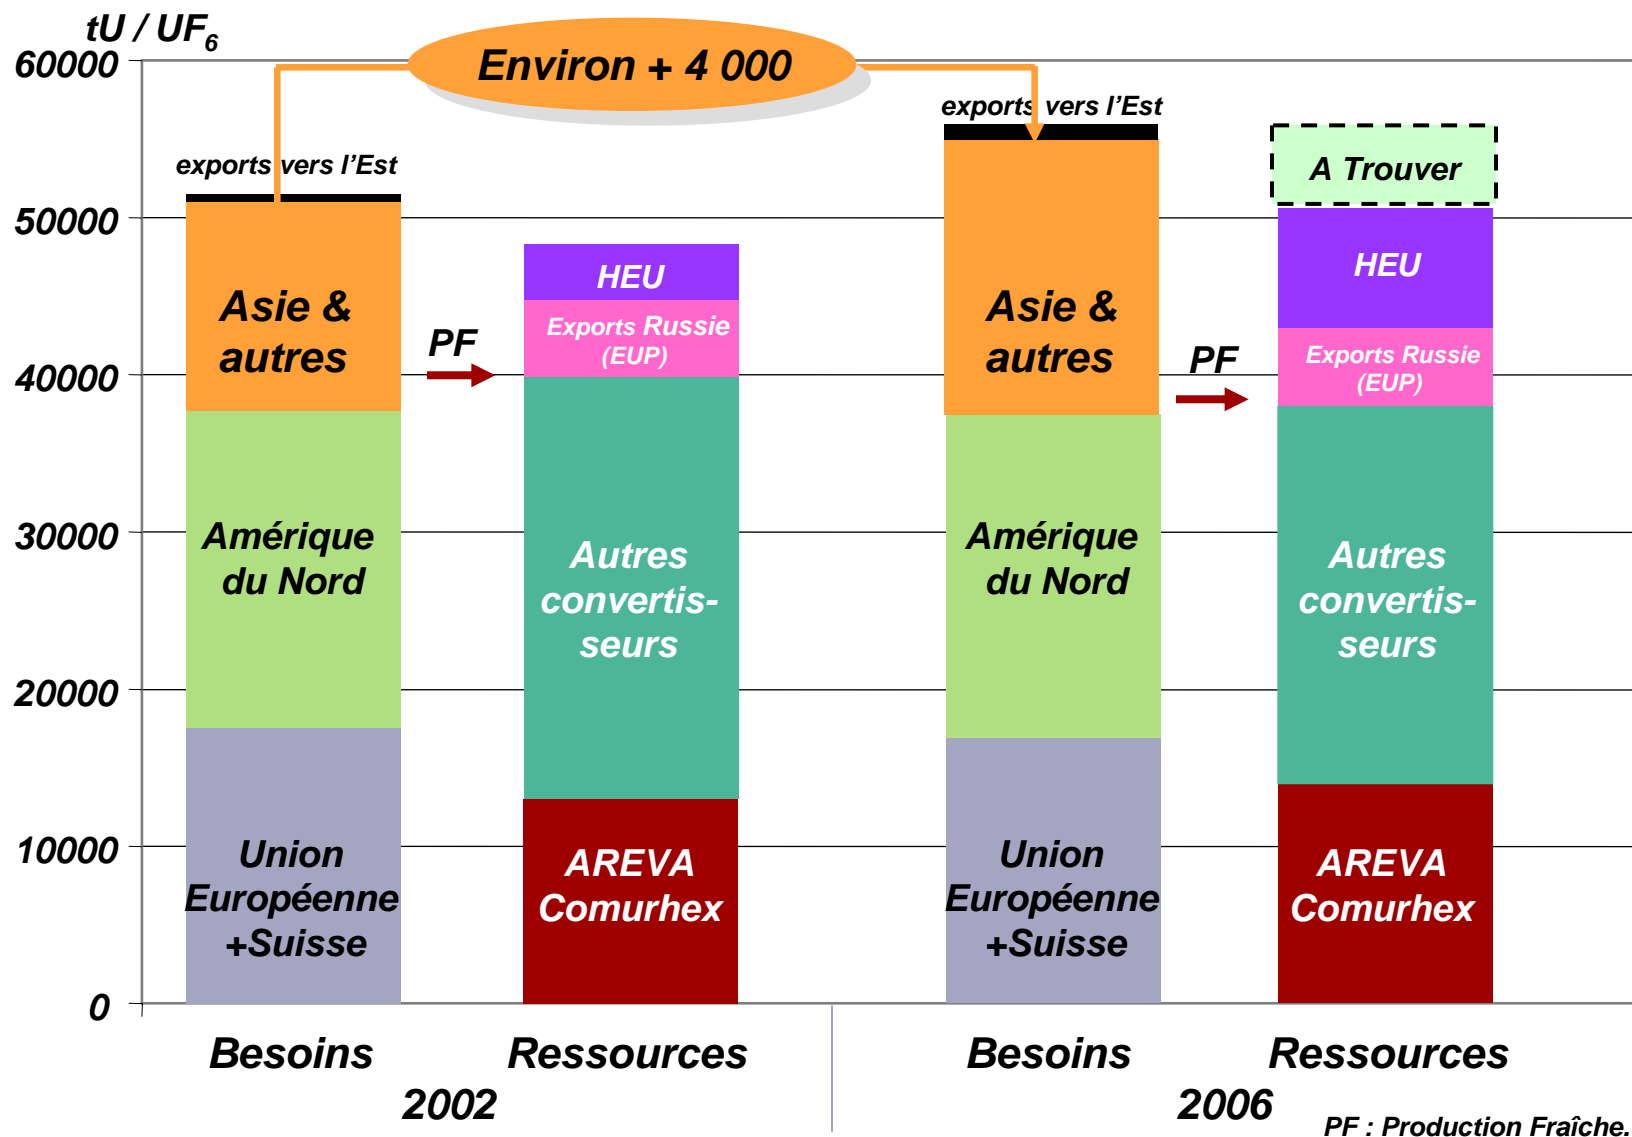 tU / UF6
60000
50000
40000
30000
20000
10000
0
Environ + 4 000
exports vers l'Est
Asie &
autres
Amérique
du Nord
Union
Européenne
+Suisse
PF
HEU
Exports Russie
(EUP)
Autres
convertis-
seurs
AREVA
Comurhex
exports vers l'Est
Asie &
autres
Amérique
du Nord
Union
Européenne
+Suisse
PF
A Trouver
HEU
Exports Russie
(EUP)
Autres
convertis-
seurs
AREVA
Comurhex
Besoins Ressources Besoins Ressources
2002 2006
PF : Production Fraîche.